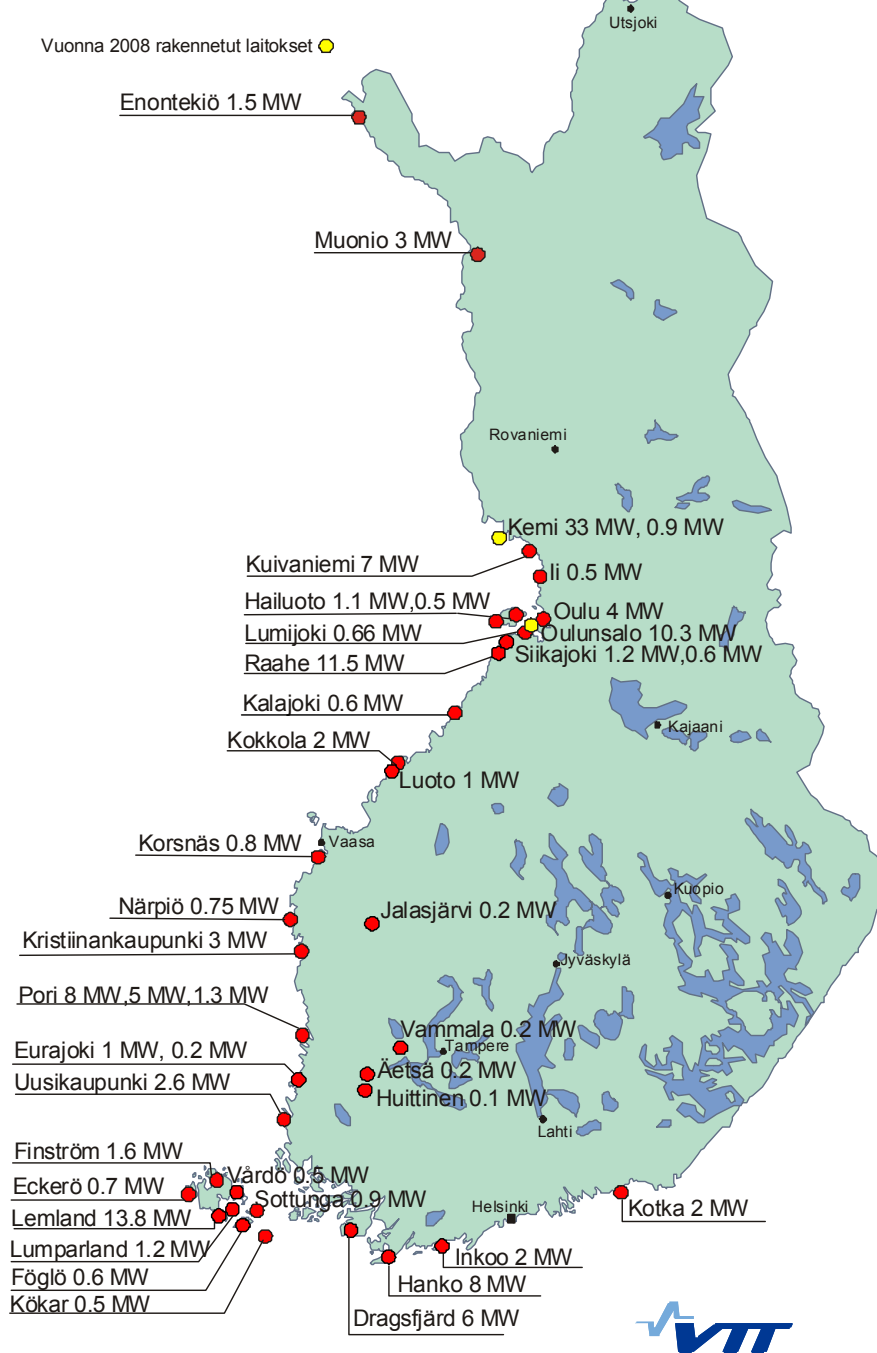 Utsjoki
Vuonna 2008 rakennetut laitokset
Enontekiö 1.5 MW
Muonio 3 MW
Rovaniemi
Kemi 33 MW, 0.9 MW
Kuivaniemi 7 MW
Ii 0.5 MW
Hailuoto 1.1 MW,0.5 MW
Oulu 4 MW
Lumijoki 0.66 MW
Oulunsalo 10.3 MW
Raahe 11.5 MW
Siikajoki 1.2 MW,0.6 MW
Kalajoki 0.6 MW
Kajaani
Kokkola 2 MW
Luoto 1 MW
Korsnäs 0.8 MW
Vaasa
Kuopio
Närpiö 0.75 MW
Jalasjärvi 0.2 MW
Kristiinankaupunki 3 MW
Jyväskylä
Pori 8 MW,5 MW,1.3 MW
Vammala 0.2 MW
Tampere
Eurajoki 1 MW, 0.2 MW
Äetsä 0.2 MW
Uusikaupunki 2.6 MW
Huittinen 0.1 MW
Lahti
Finström 1.6 MW
Vårdö 0.5 MW
Eckerö 0.7 MW
Sottunga 0.9 MW
Lemland 13.8 MW
Helsinki
Kotka 2 MW
Lumparland 1.2 MW
Inkoo 2 MW
Föglö 0.6 MW
Hanko 8 MW
Kökar 0.5 MW
Dragsfjärd 6 MW
VTT